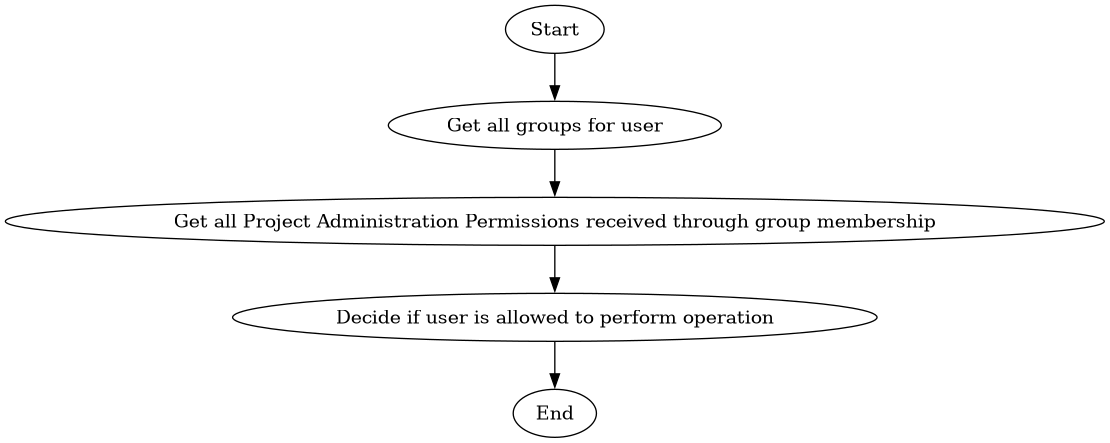 Start
Get all groups for user
Get all Project Administration Permissions received through group membership
Decide if user is allowed to perform operation
End